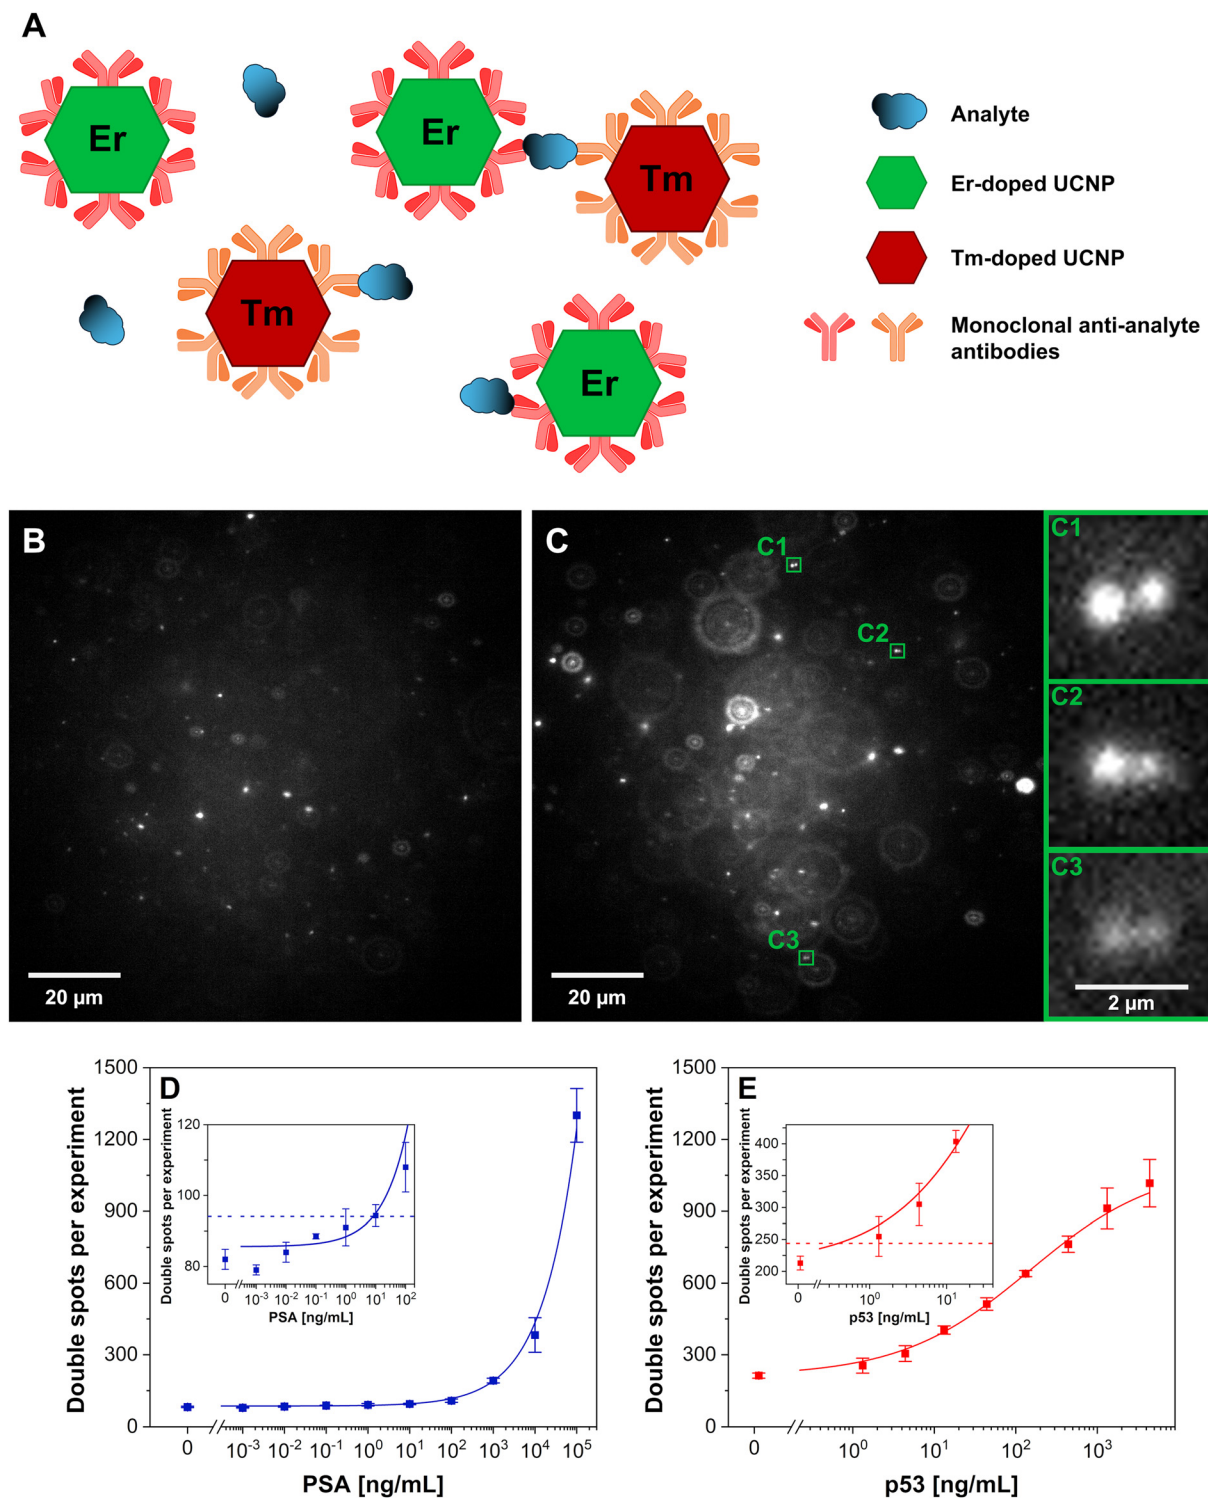 A
Er
Er
Tm
Tm
Er
Analyte
Er-doped UCNP
Tm-doped UCNP
Monoclonal anti-analyte
antibodies
B
20 µm
C
C1
C2
C3
20 µm
C1
C2
C3
2 µm
D
Double spots per experiment
1500
1200
900
600
300
0
0
10⁻³
10⁻²
10⁻¹
10⁰
10¹
10²
10³
10⁴
10⁵
PSA [ng/mL]
Double spots per experiment
120
100
80
0
10⁻³
10⁻²
10⁻¹
10⁰
10¹
10²
PSA [ng/mL]
E
Double spots per experiment
1500
1200
900
600
300
0
0
10⁰
10¹
10²
10³
p53 [ng/mL]
Double spots per experiment
400
350
300
250
200
0
10⁰
10¹
p53 [ng/mL]